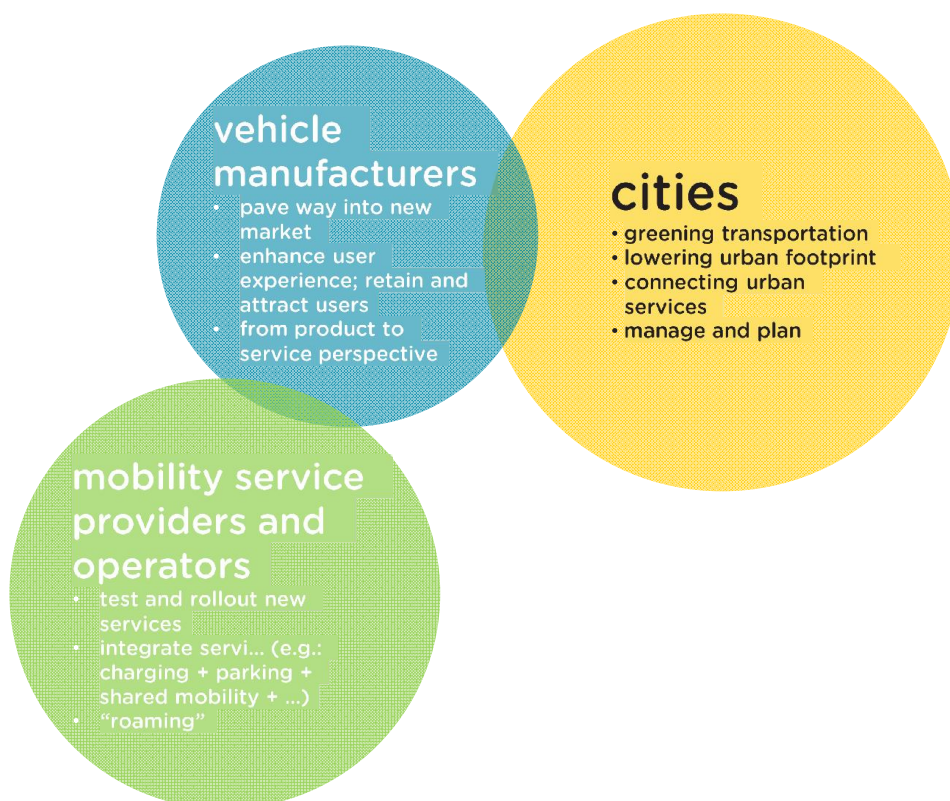 vehicle
manufacturers
• pave way into new
market
• enhance user
experience; retain and
attract users
• from product to
service perspective
cities
• greening transportation
• lowering urban footprint
• connecting urban
services
• manage and plan
mobility service
providers and
operators
• test and rollout new
services
• integrate servi... (e.g.:
charging + parking +
shared mobility + ...)
• “roaming”